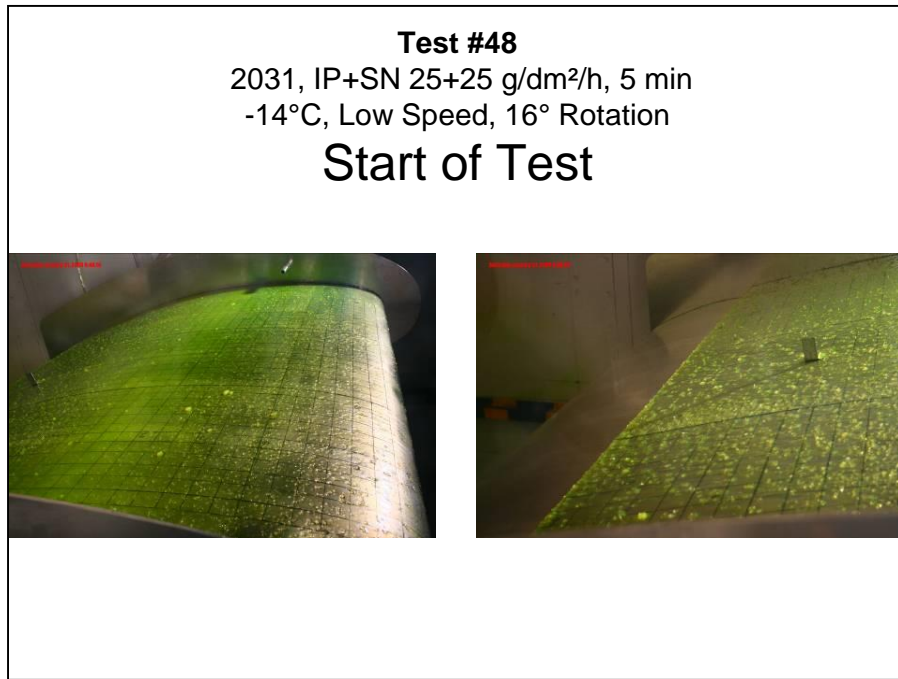 Test #48
2031, IP+SN 25+25 g/dm²/h, 5 min
-14°C, Low Speed, 16° Rotation
Start of Test